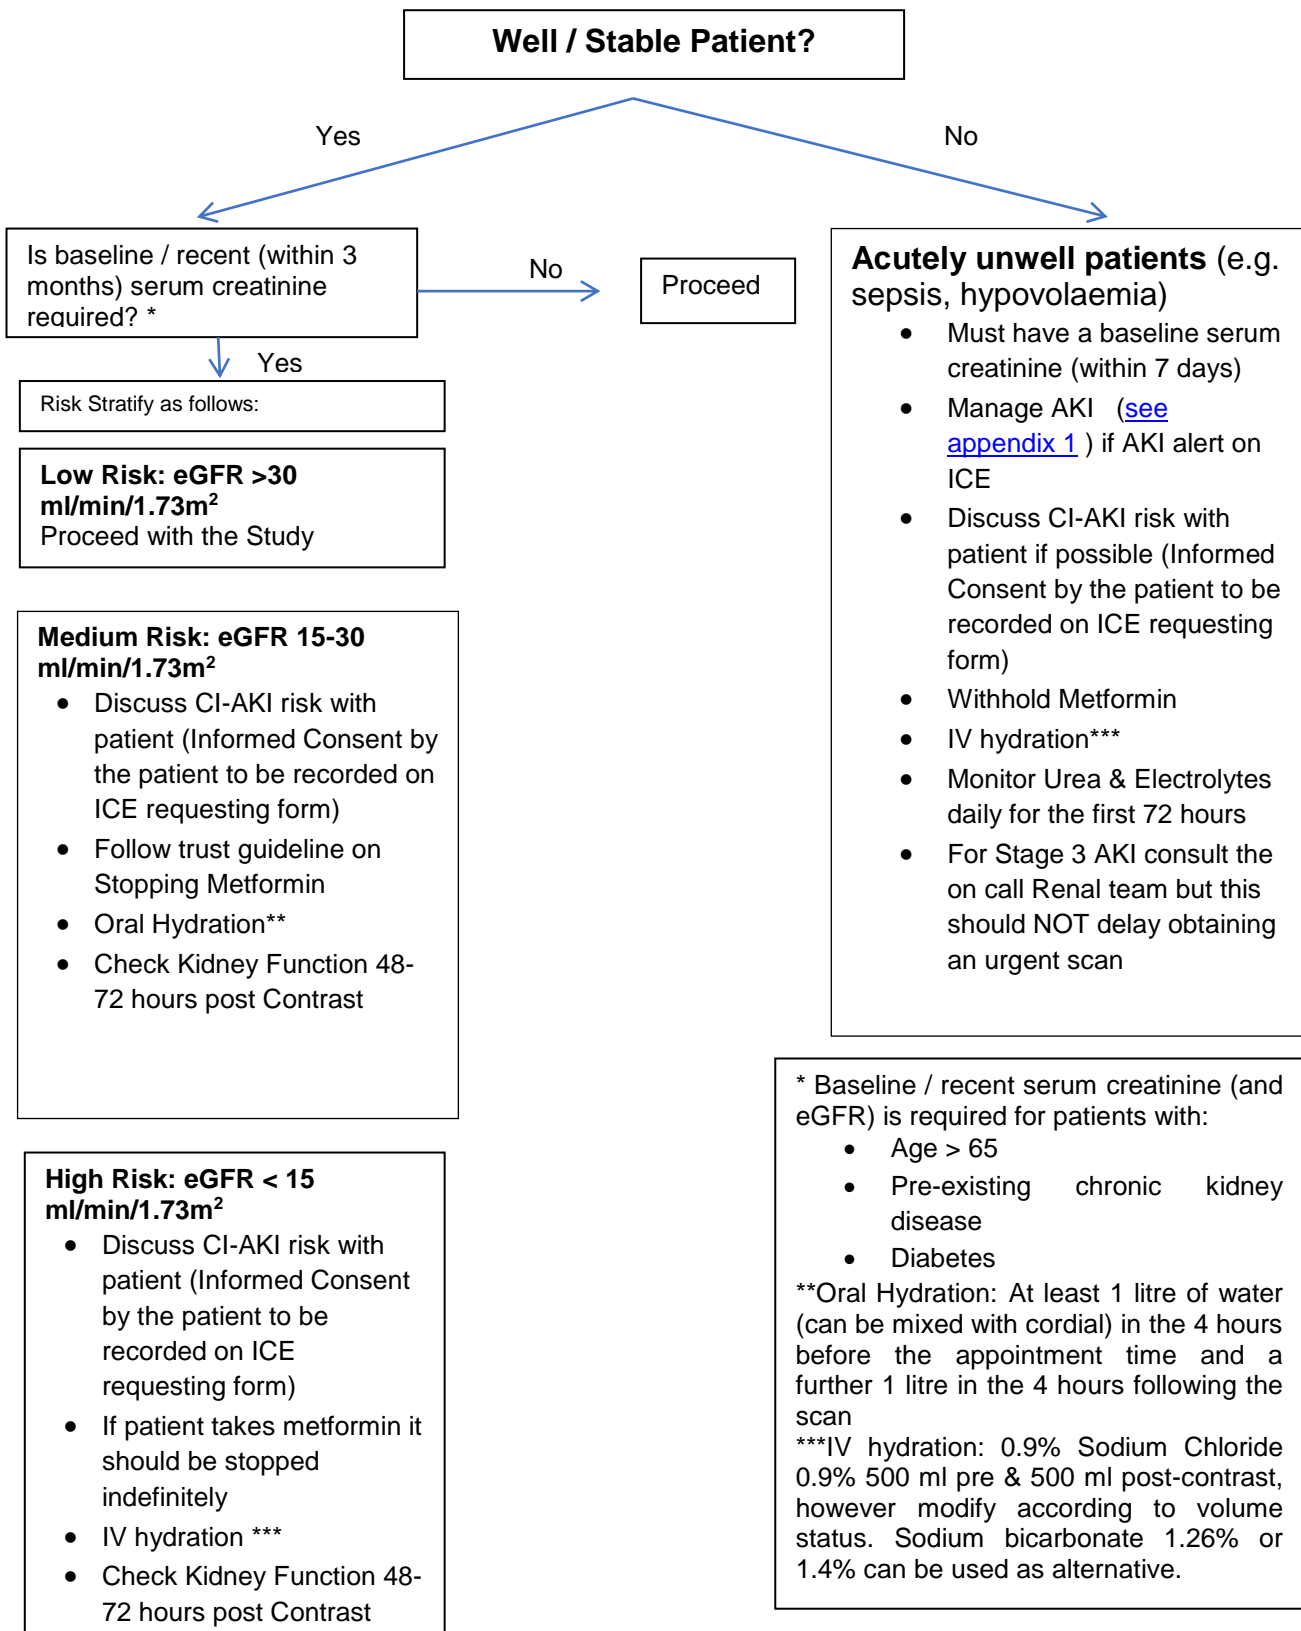 Well / Stable Patient?
Yes
No
Is baseline / recent (within 3
months) serum creatinine
required? *
No
Proceed
Yes
Risk Stratify as follows:
Low Risk: eGFR >30
ml/min/1.73m²
Proceed with the Study
Medium Risk: eGFR 15-30
ml/min/1.73m²
• Discuss CI-AKI risk with
patient (Informed Consent by
the patient to be recorded on
ICE requesting form)
• Follow trust guideline on
Stopping Metformin
• Oral Hydration**
• Check Kidney Function 48-
72 hours post Contrast
High Risk: eGFR < 15
ml/min/1.73m²
• Discuss CI-AKI risk with
patient (Informed Consent
by the patient to be
recorded on ICE
requesting form)
• If patient takes metformin it
should be stopped
indefinitely
• IV hydration ***
• Check Kidney Function 48-
72 hours post Contrast
Acutely unwell patients (e.g.
sepsis, hypovolaemia)
• Must have a baseline serum
creatinine (within 7 days)
• Manage AKI (see
appendix 1 ) if AKI alert on
ICE
• Discuss CI-AKI risk with
patient if possible (Informed
Consent by the patient to be
recorded on ICE requesting
form)
• Withhold Metformin
• IV hydration***
• Monitor Urea & Electrolytes
daily for the first 72 hours
• For Stage 3 AKI consult the
on call Renal team but this
should NOT delay obtaining
an urgent scan
* Baseline / recent serum creatinine (and
eGFR) is required for patients with:
• Age > 65
• Pre-existing chronic kidney
disease
• Diabetes
**Oral Hydration: At least 1 litre of water
(can be mixed with cordial) in the 4 hours
before the appointment time and a
further 1 litre in the 4 hours following the
scan
***IV hydration: 0.9% Sodium Chloride
0.9% 500 ml pre & 500 ml post-contrast,
however modify according to volume
status. Sodium bicarbonate 1.26% or
1.4% can be used as alternative.